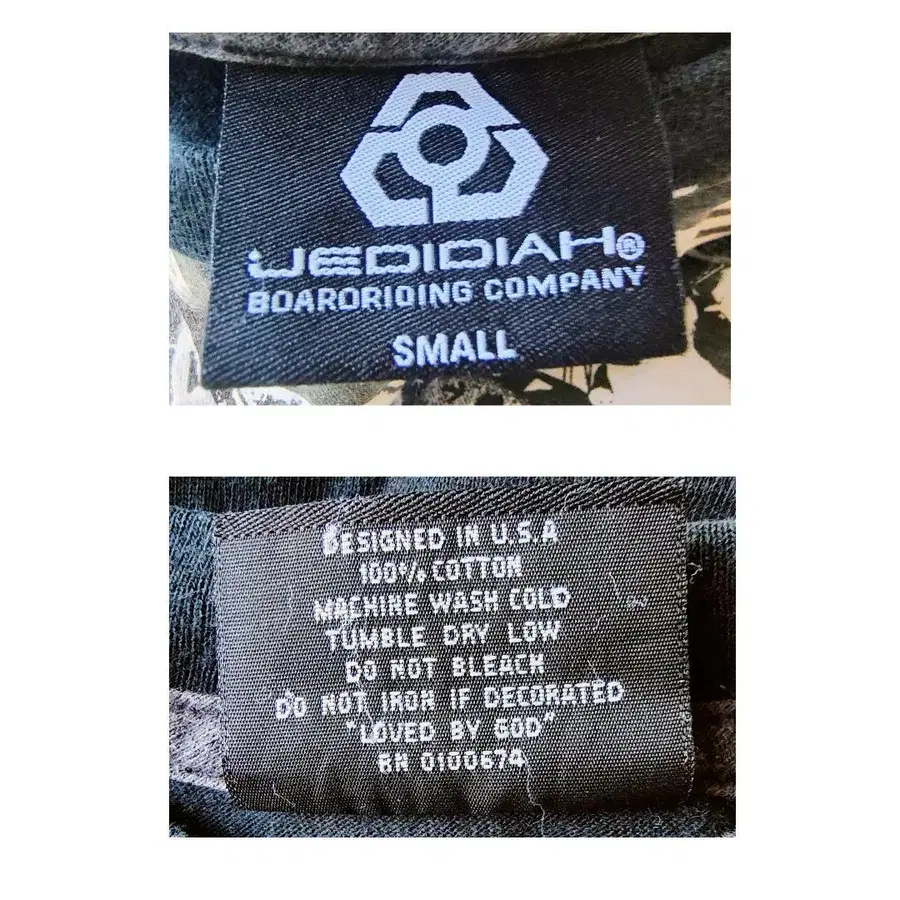 JEDIDIAH®
BOARDRIDING COMPANY
SMALL
DESIGNED IN U.S.A
100% COTTON
MACHINE WASH COLD
TUMBLE DRY LOW
DO NOT BLEACH
DO NOT IRON IF DECORATED
"LOVED BY GOD"
RN 0100674